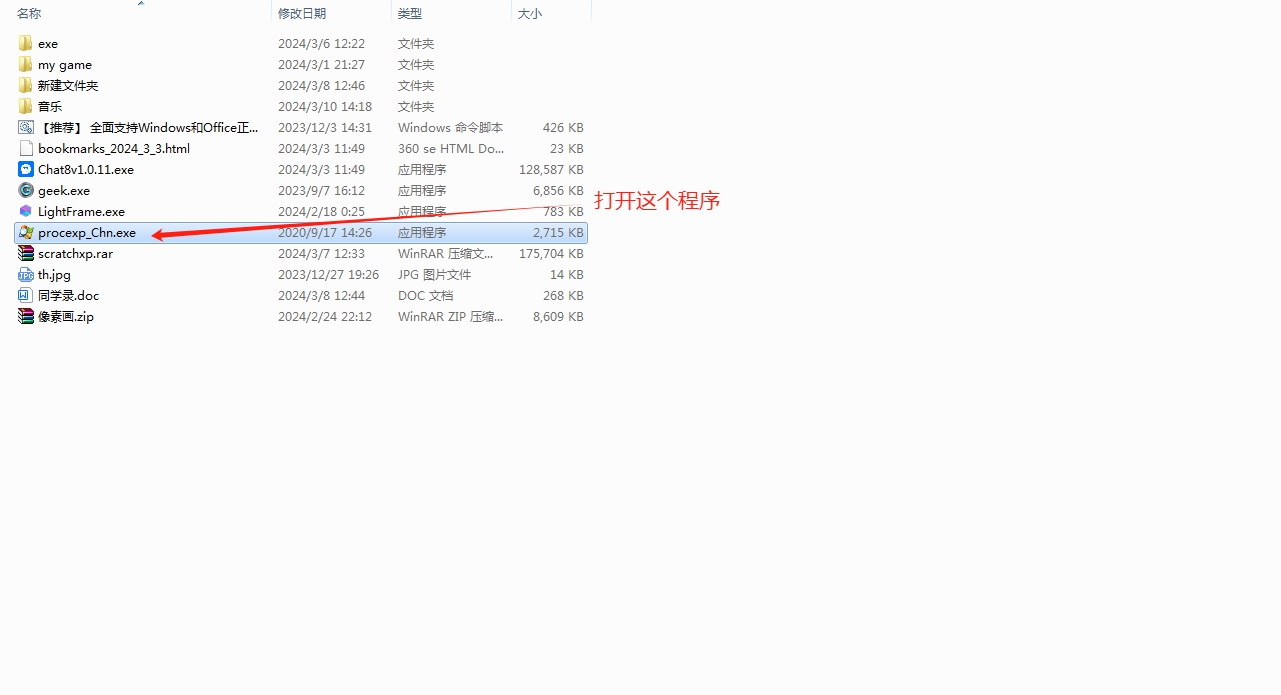 名称 修改日期 类型 大小
exe 2024/3/6 12:22 文件夹
my game 2024/3/1 21:27 文件夹
新建文件夹 2024/3/8 12:46 文件夹
音乐 2024/3/10 14:18 文件夹
【推荐】 全面支持Windows和Office正... 2023/12/3 14:31 Windows 命令脚本 426 KB
bookmarks_2024_3_3.html 2024/3/3 11:49 360 se HTML Do... 23 KB
Chat8v1.0.11.exe 2024/3/3 11:49 应用程序 128,587 KB
geek.exe 2023/9/7 16:12 应用程序 6,856 KB
LightFrame.exe 2024/2/18 0:25 应用程序 783 KB
打开这个程序
procexp_Chn.exe 2020/9/17 14:26 应用程序 2,715 KB
scratchxp.rar 2024/3/7 12:33 WinRAR 压缩文... 175,704 KB
th.jpg 2023/12/27 19:26 JPG 图片文件 14 KB
同学录.doc 2024/3/8 12:44 DOC 文档 268 KB
像素画.zip 2024/2/24 22:12 WinRAR ZIP 压缩... 8,609 KB